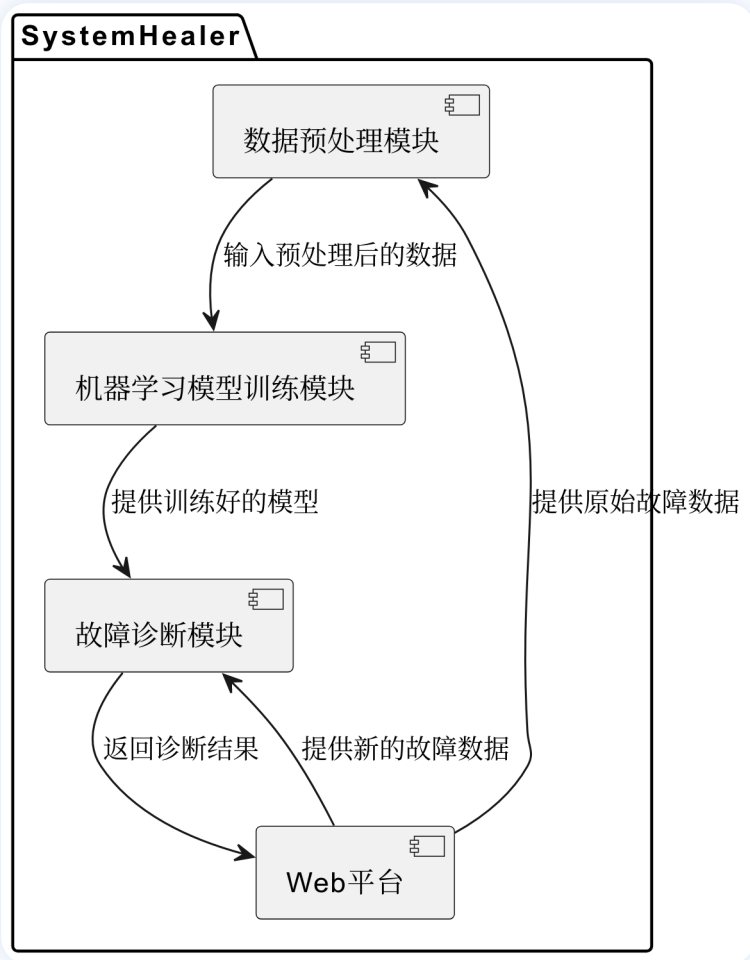 SystemHealer
数据预处理模块
输入预处理后的数据
机器学习模型训练模块
提供训练好的模型
提供原始故障数据
故障诊断模块
返回诊断结果
提供新的故障数据
Web平台